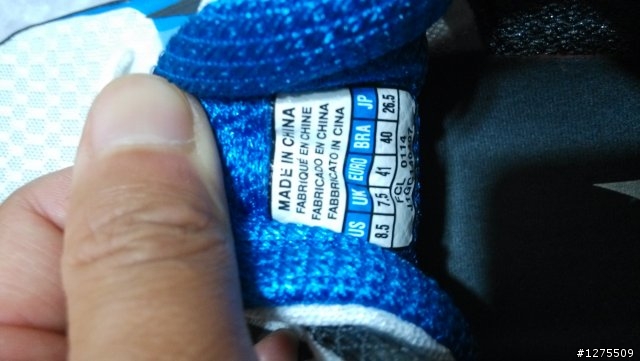 MADE IN CHINA
FABRIQUÉ EN CHINE
FABRICADO EN CHINA
FABBRICATO IN CINA
US UK EURO BRA JP
8.5 7.5 41 40 26.5
FCL 0114
#1275509